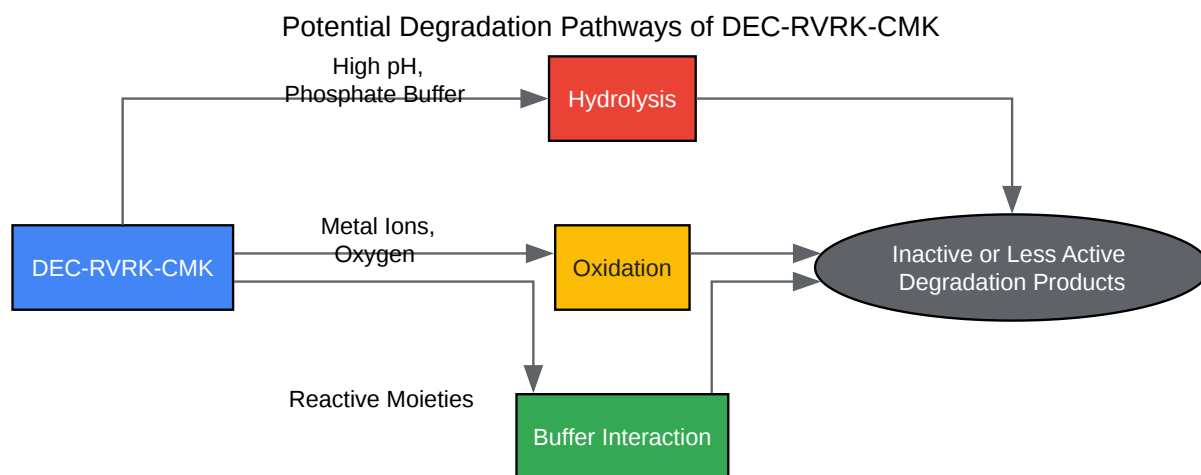 Potential Degradation Pathways of DEC-RVRK-CMK
High pH,
Phosphate Buffer
Hydrolysis
Metal Ions,
Oxygen
DEC-RVRK-CMK
Oxidation
Inactive or Less Active
Degradation Products
Reactive Moieties
Buffer Interaction